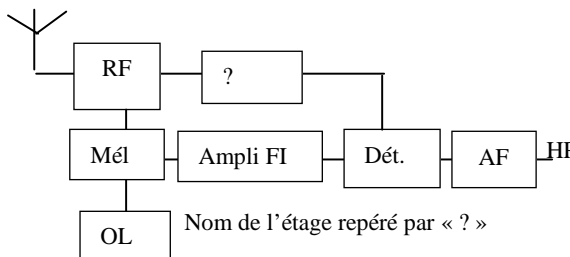 RF
?
Mél
Ampli FI
Dét.
AF
HP
OL
Nom de l'étage repéré par « ? »